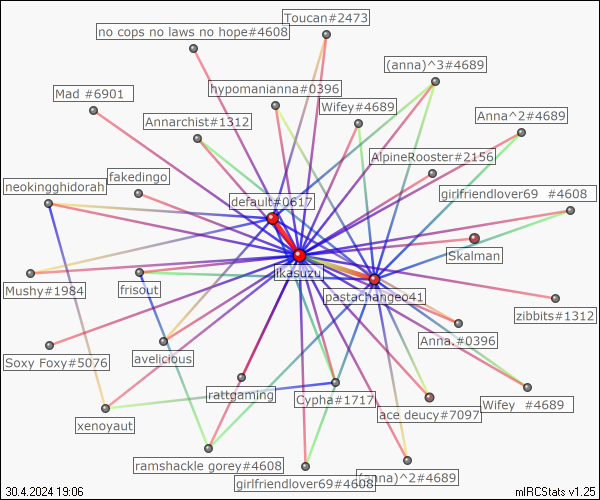 Toucan#2473
no cops no laws no hope#4608
(anna)^3#4689
hypomanianna#0396
Mad #6901
Wifey#4689
Anna^2#4689
Annarchist#1312
AlpineRooster#2156
fakedingo
neokingghidorah
girlfriendlover69 #4608
default#0617
Skalman
jikasuzu
Mushy#1984
frisout
pastachangeo41
zibbits#1312
Anna.#0396
avelicious
Soxy Foxy#5076
rattgaming
Cypha#1717
Wifey #4689
ace deucy#7097
xenoyaut
ramshackle gorey#4608
(anna)^2#4689
girlfriendlover69#4608
30.4.2024 19:06
mIRCStats v1.25